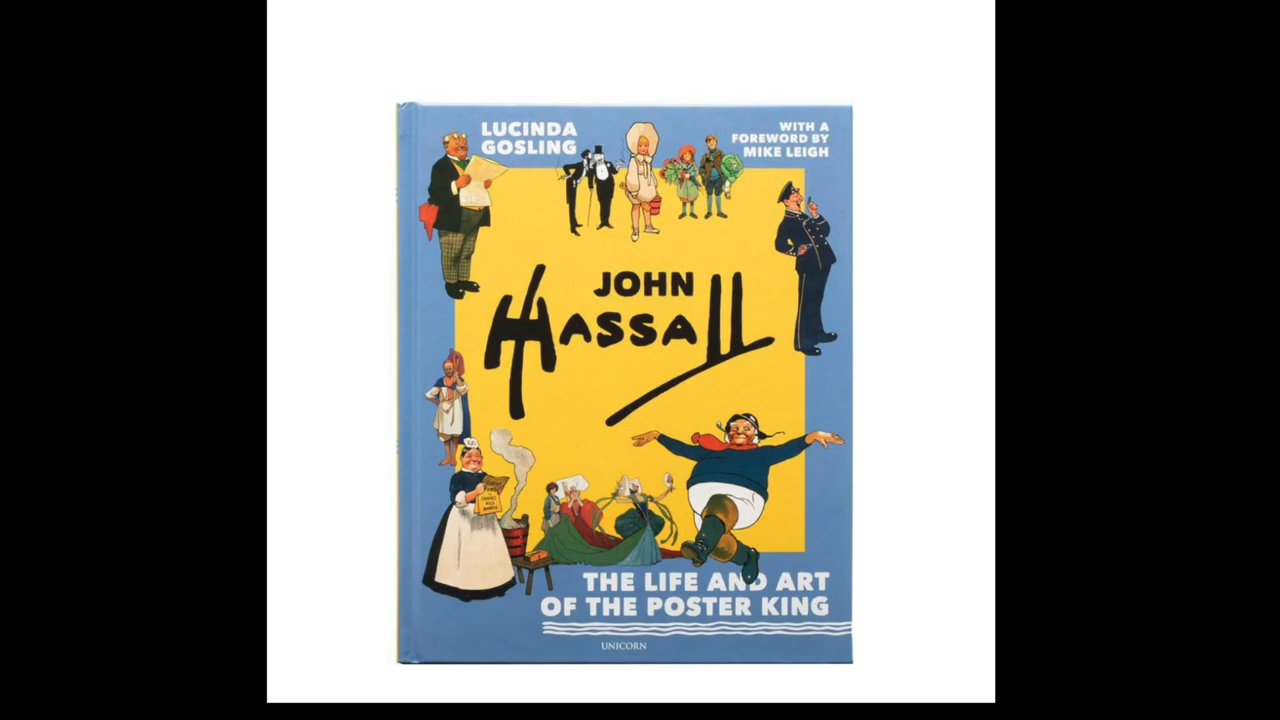 LUCINDA
GOSLING
WITH A
FOREWORD BY
MIKE LEIGH
JOHN
HASSALL
THE LIFE AND ART
OF THE POSTER KING
UNICORN